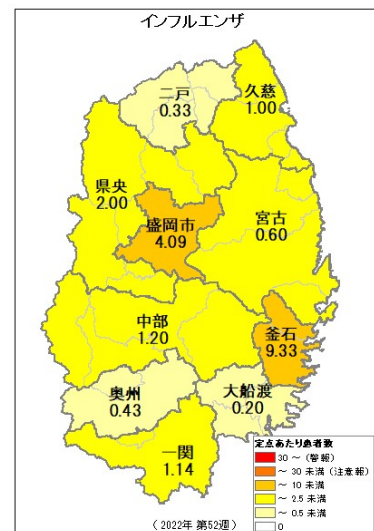 インフルエンザ
二戸
0.33
久慈
1.00
県央
2.00
盛岡市
4.09
宮古
0.60
中部
1.20
釜石
9.33
奥州
0.43
大船渡
0.20
一関
1.14
定点あたり患者数
30 ～ (警報)
～ 30 未満 (注意報)
～ 10 未満
～ 2.5 未満
～ 0.5 未満
0
(2022年 第52週)